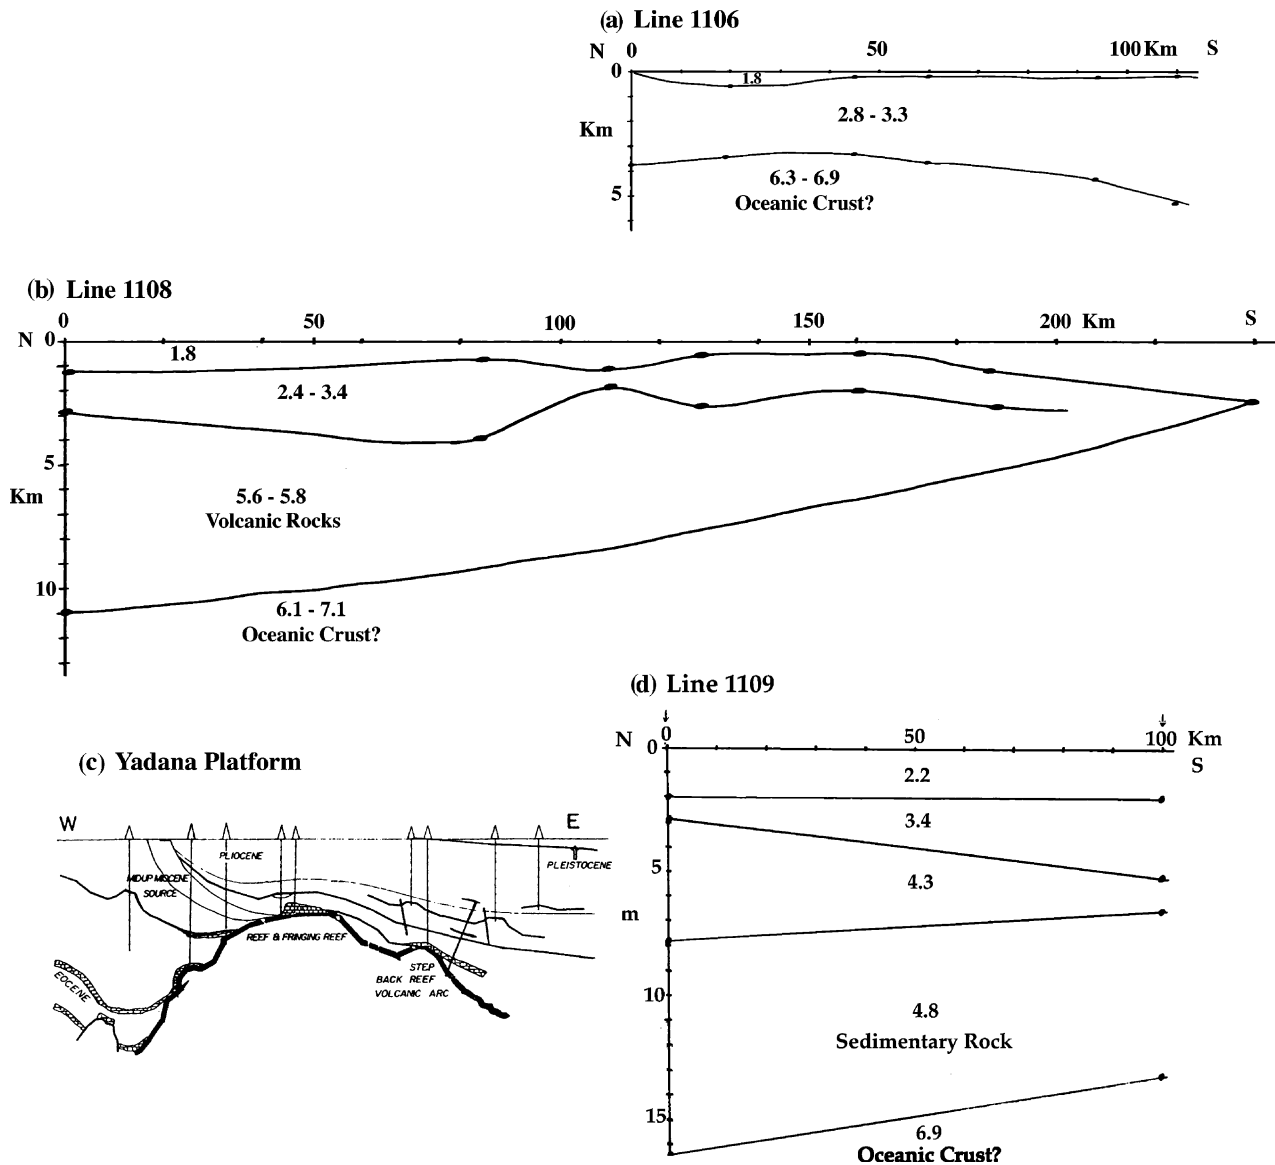 (a) Line 1106
N 0 50 100 Km S
0
1.8
2.8 - 3.3
Km
6.3 - 6.9
5
Oceanic Crust?
(b) Line 1108
0 50 100 150 200 Km S
N 0
1.8
2.4 - 3.4
5
5.6 - 5.8
Km
Volcanic Rocks
10
6.1 - 7.1
Oceanic Crust?
(c) Yadana Platform
W E
PLIOCENE
PLEISTOCENE
MIDUP MIOCENE
SOURCE
REEF & FRINGING REEF
STEP
BACK REEF
VOLCANIC ARC
EOCENE
(d) Line 1109
N 0 50 100 Km
0 S
2.2
3.4
5
4.3
m
10
4.8
Sedimentary Rock
15
6.9
Oceanic Crust?